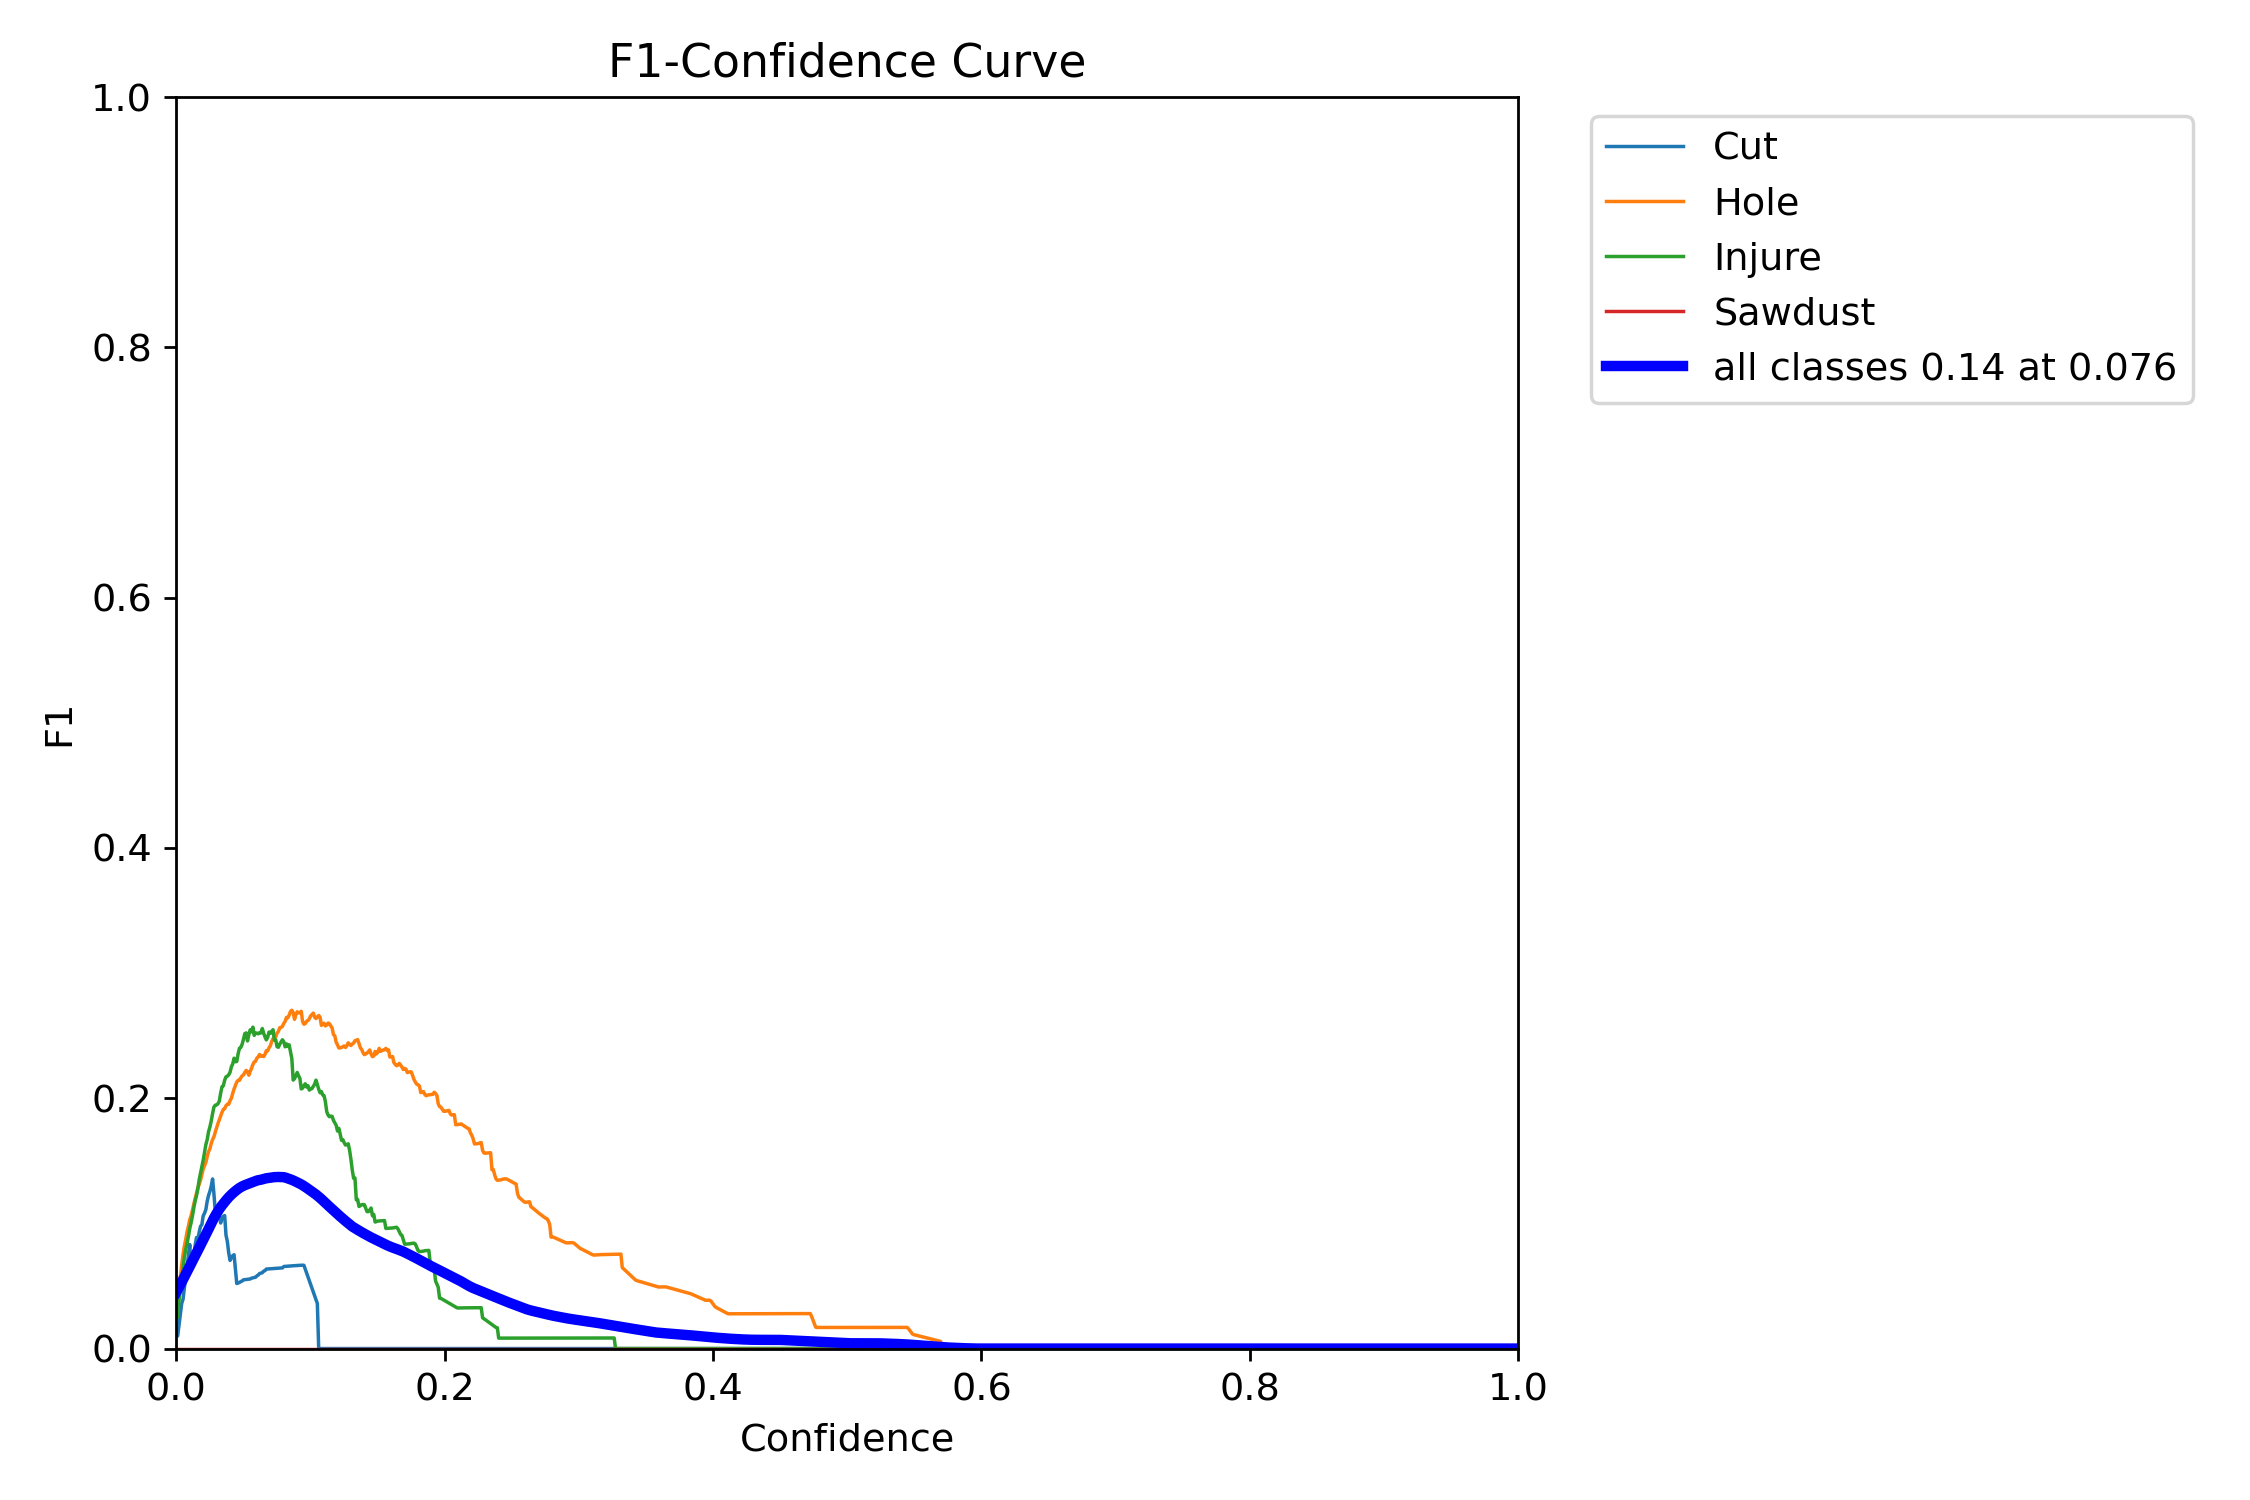 F1-Confidence Curve
1.0
0.8
0.6
0.4
0.2
0.0
F1
0.0 0.2 0.4 0.6 0.8 1.0
Confidence
Cut
Hole
Injure
Sawdust
all classes 0.14 at 0.076